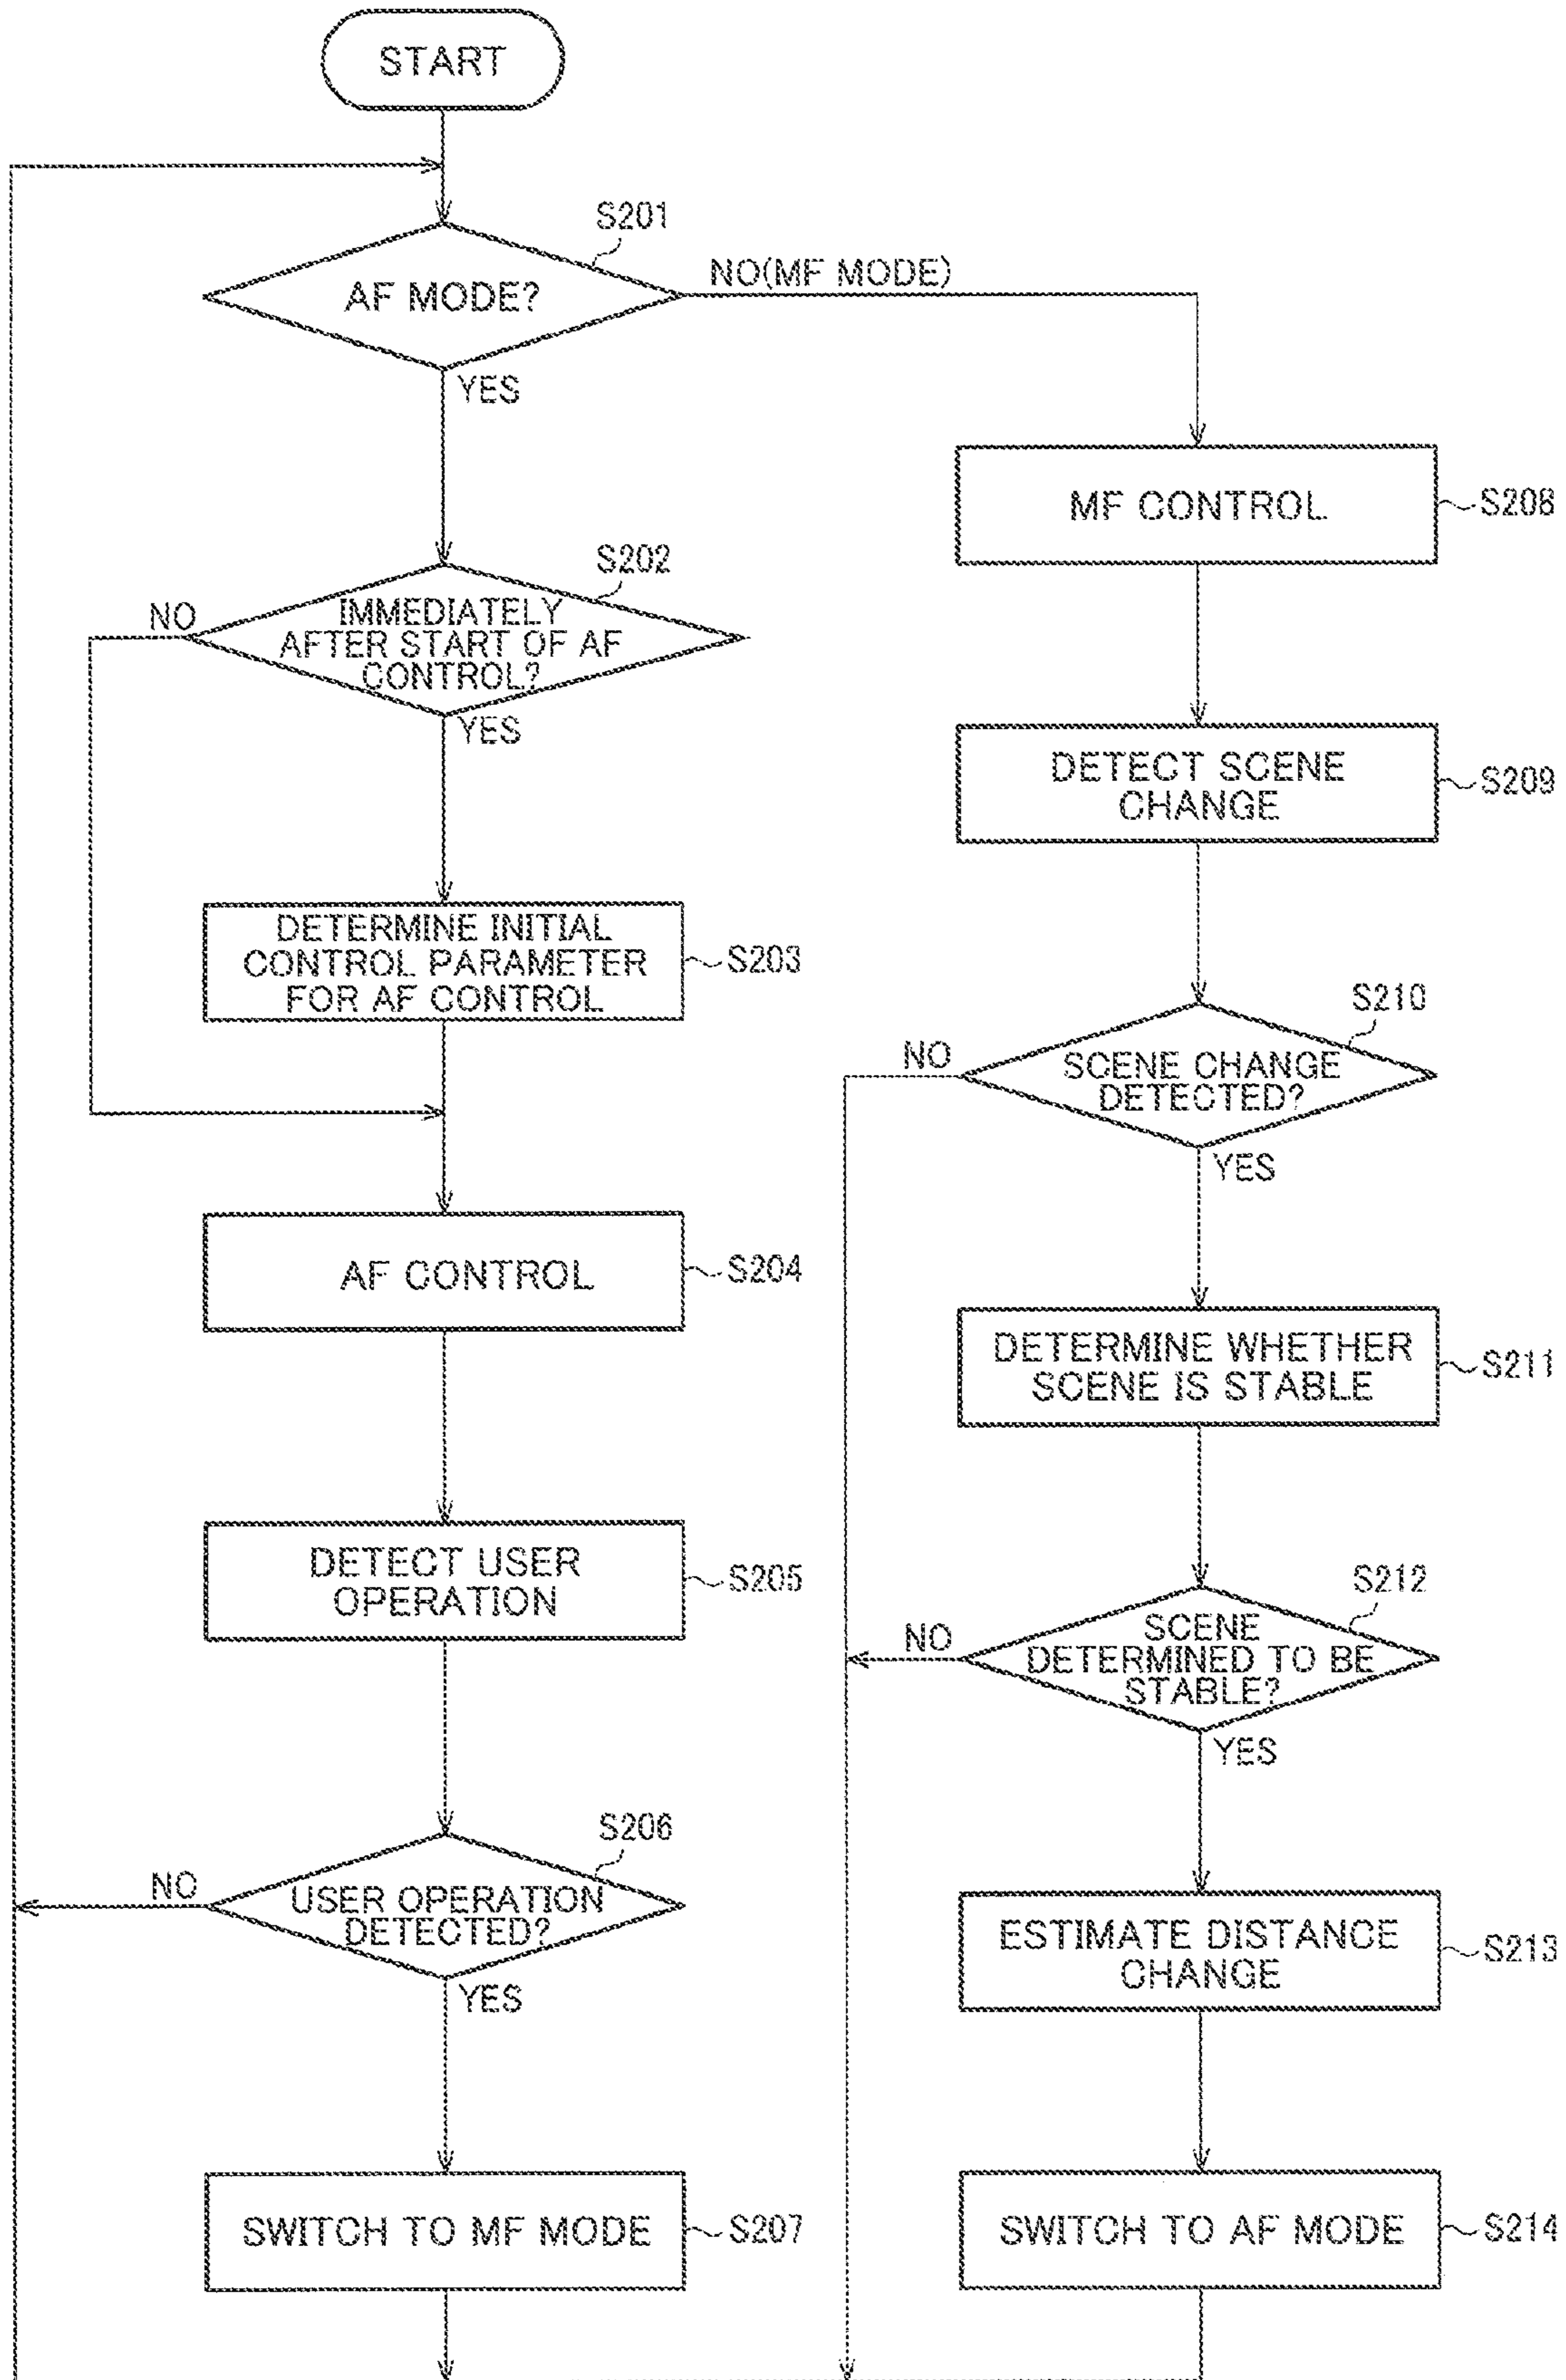 START
S201
AF MODE?
NO(MF MODE)
YES
S202
NO
IMMEDIATELY
AFTER START OF AF
CONTROL?
YES
DETERMINE INITIAL
CONTROL PARAMETER
FOR AF CONTROL
S203
AF CONTROL
S204
DETECT USER
OPERATION
S205
S206
NO
USER OPERATION
DETECTED?
YES
SWITCH TO MF MODE
S207
MF CONTROL
S208
DETECT SCENE
CHANGE
S209
S210
NO
SCENE CHANGE
DETECTED?
YES
DETERMINE WHETHER
SCENE IS STABLE
S211
S212
NO
SCENE
DETERMINED TO BE
STABLE?
YES
ESTIMATE DISTANCE
CHANGE
S213
SWITCH TO AF MODE
S214